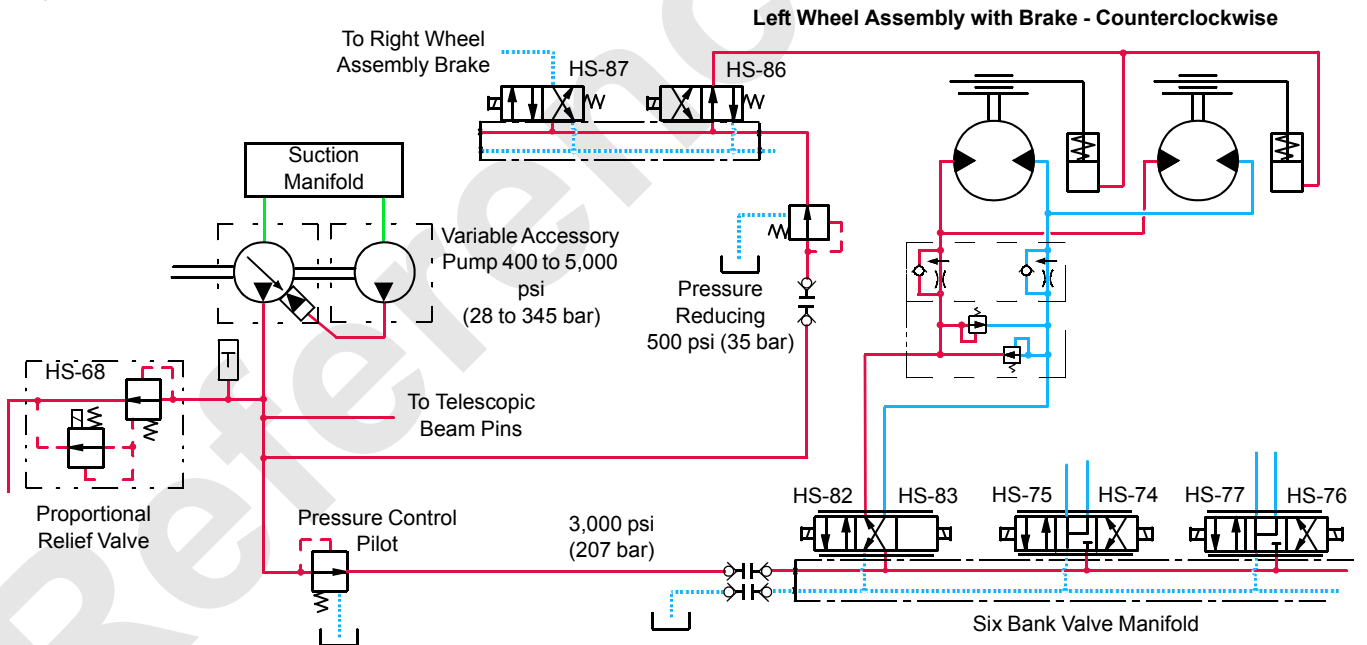 Left Wheel Assembly with Brake - Counterclockwise
To Right Wheel
Assembly Brake
HS-87
HS-86
Suction
Manifold
Variable Accessory
Pump 400 to 5,000
psi
(28 to 345 bar)
Pressure
Reducing
500 psi (35 bar)
HS-68
To Telescopic
Beam Pins
Proportional
Relief Valve
Pressure Control
Pilot
3,000 psi
(207 bar)
HS-82
HS-83
HS-75
HS-74
HS-77
HS-76
Six Bank Valve Manifold
Reference